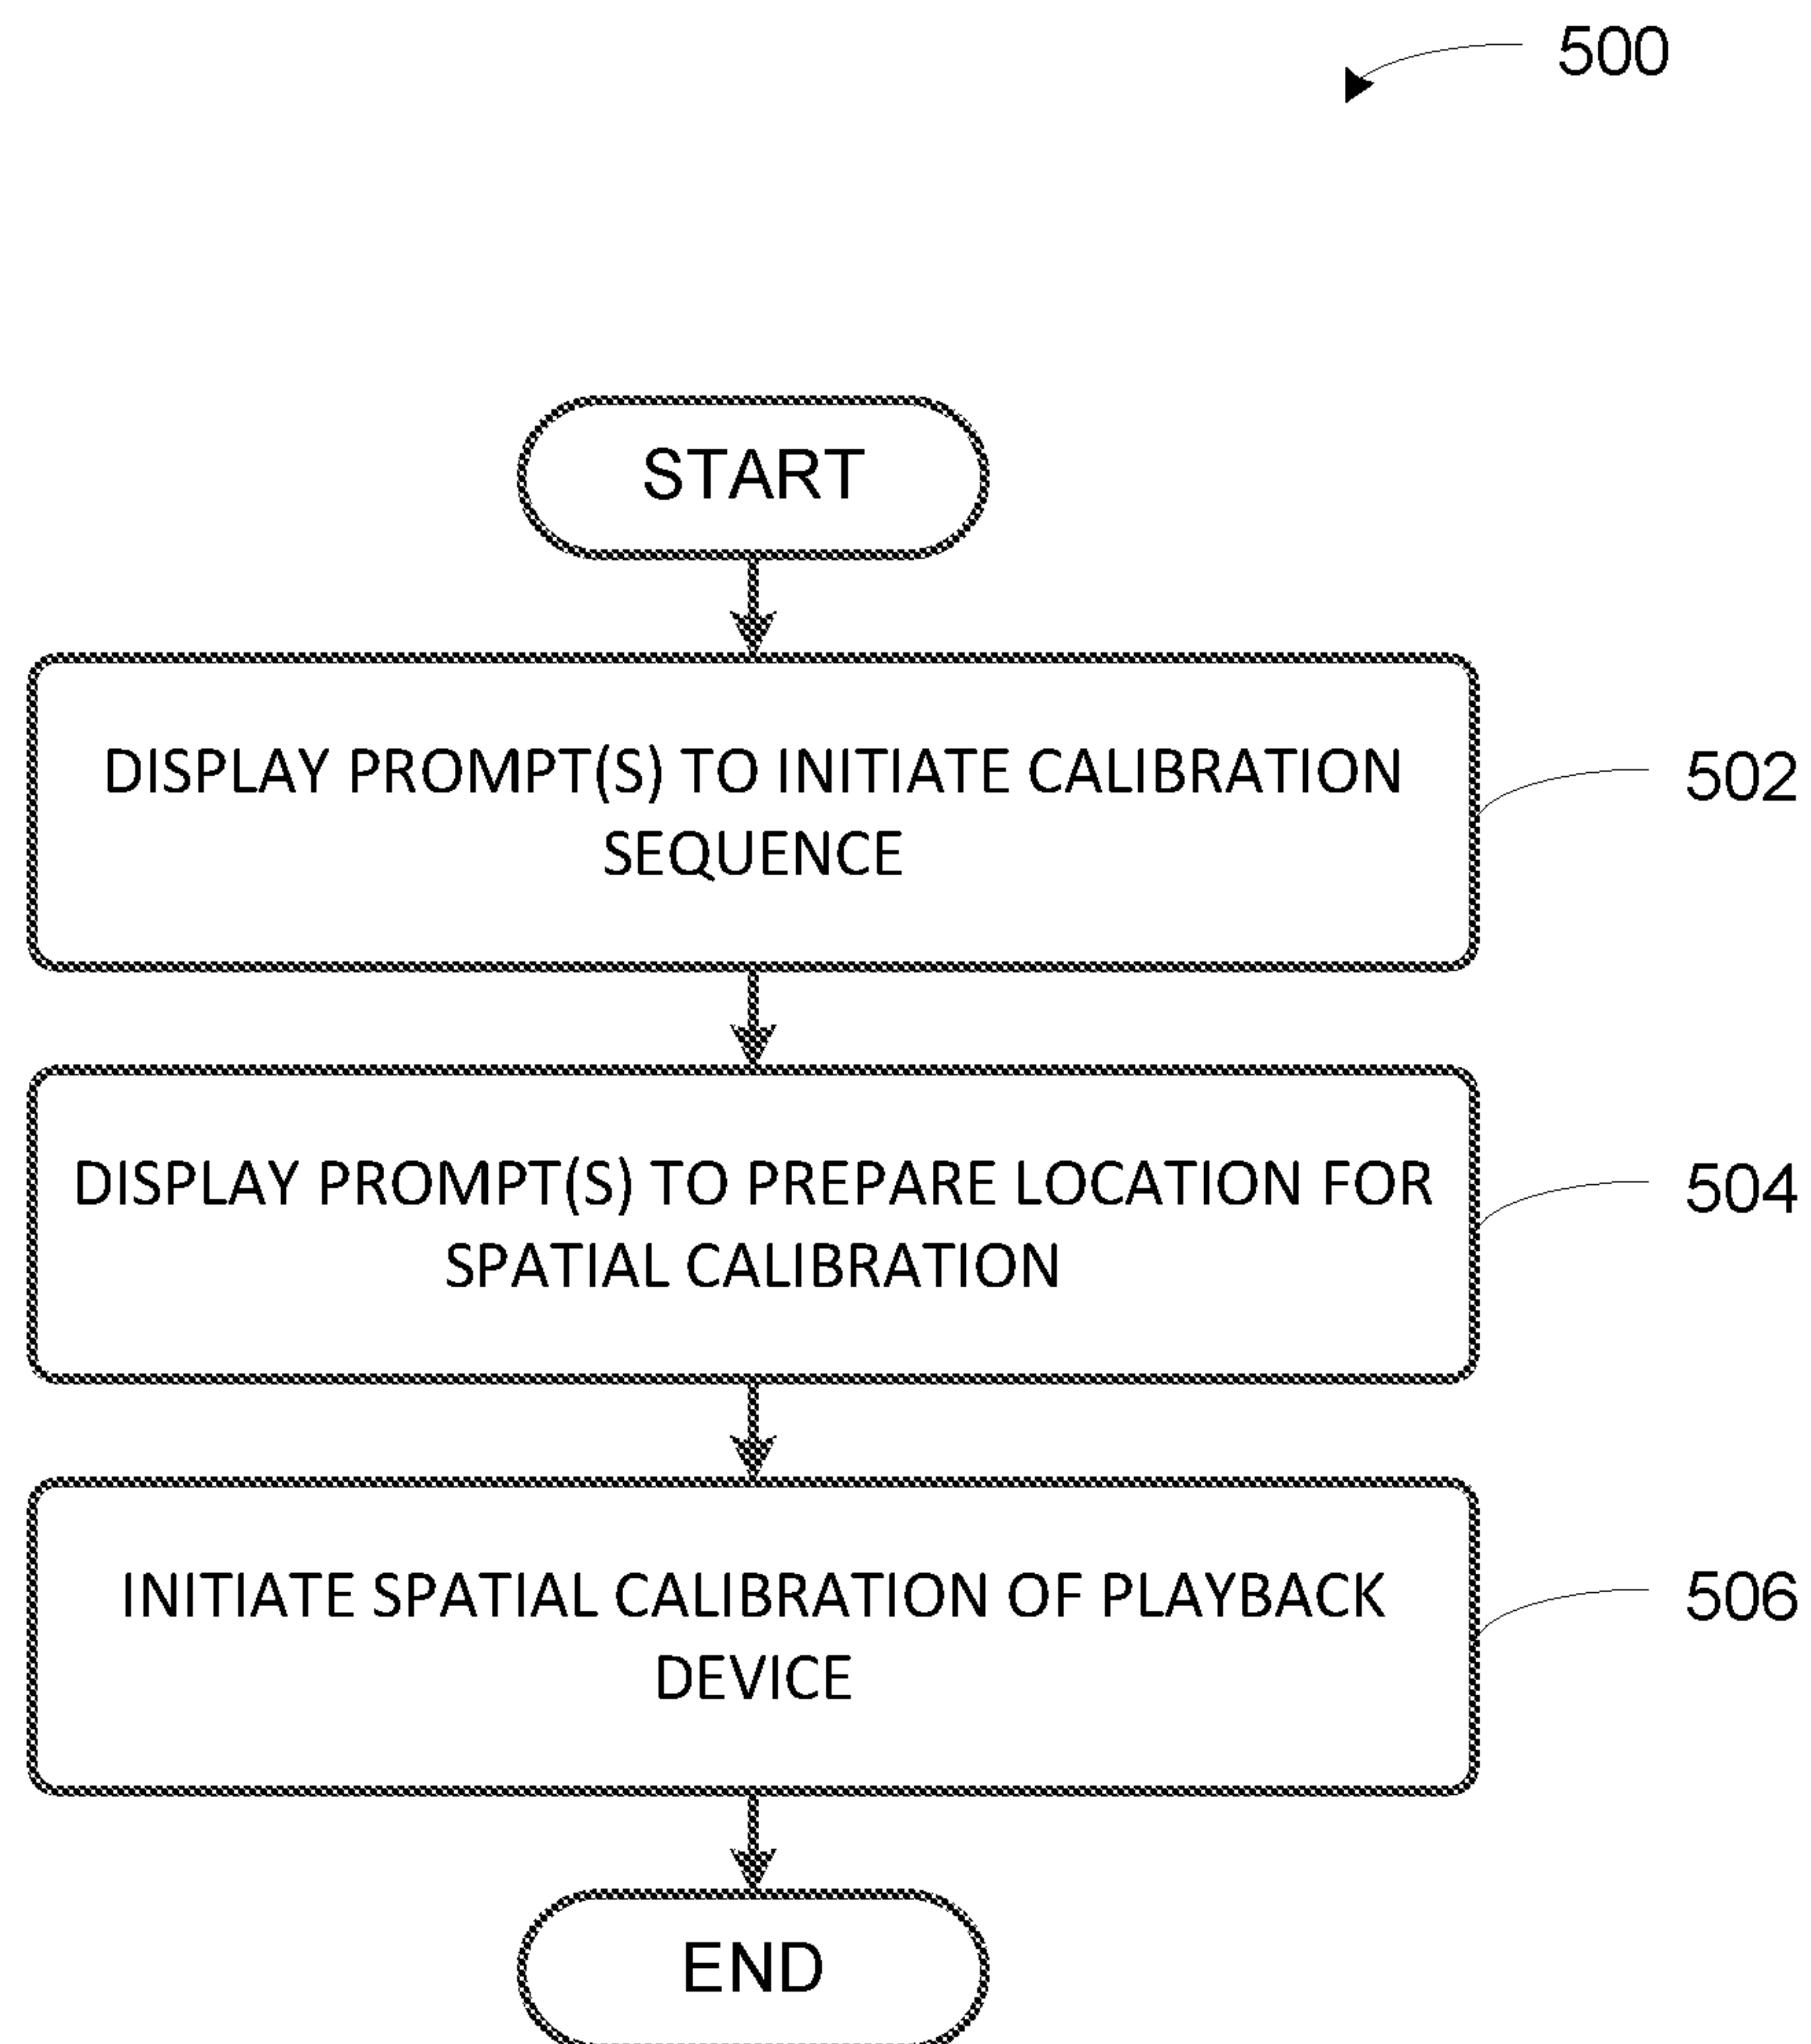 500
START
DISPLAY PROMPT(S) TO INITIATE CALIBRATION
SEQUENCE
502
DISPLAY PROMPT(S) TO PREPARE LOCATION FOR
SPATIAL CALIBRATION
504
INITIATE SPATIAL CALIBRATION OF PLAYBACK
DEVICE
506
END